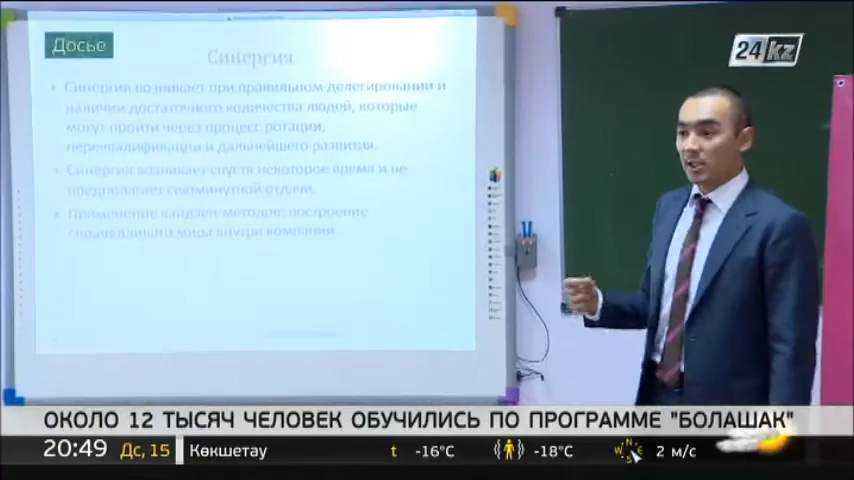 Досье
24kz
Синергия
• Синергия возникает при правильном делегировании и
наличии достаточного количества людей, которые
могут пройти через процесс ротации,
переквалификации и дальнейшего развития.
• Синергия возникает спустя некоторое время и не
предполагает сиюминутной отдачи.
• Применение кайдзен методов: построение
справедливого мира внутри компании
ОКОЛО 12 ТЫСЯЧ ЧЕЛОВЕК ОБУЧИЛИСЬ ПО ПРОГРАММЕ "БОЛАШАК"
20:49 Дс, 15 Көкшетау t -16°C -18°C N W E S 2 м/с